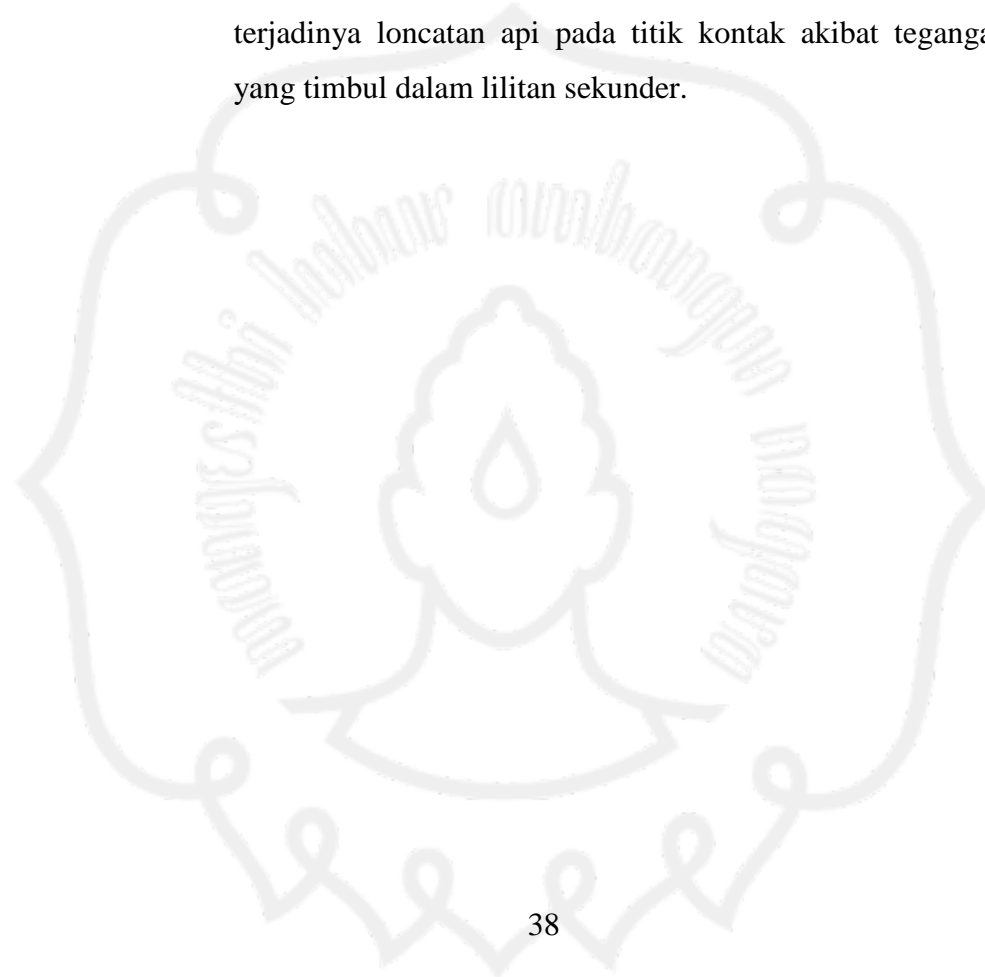 terjadinya loncatan api pada titik kontak akibat teganga
yang timbul dalam lilitan sekunder.
38